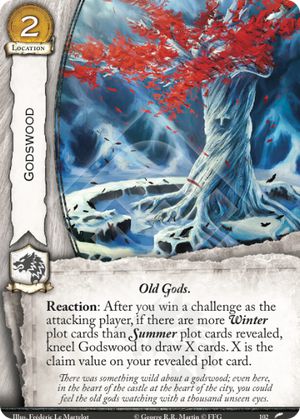 2
LOCATION
GODSWOOD
Old Gods.
Reaction: After you win a challenge as the
attacking player, if there are more Winter
plot cards than Summer plot cards revealed,
kneel Godswood to draw X cards. X is the
claim value on your revealed plot card.
There was something wild about a godswood; even here,
in the heart of the castle at the heart of the city, you could
feel the old gods watching with a thousand unseen eyes.
Illus. Frédéric Le Martelot
© George R.R. Martin © FFG
102